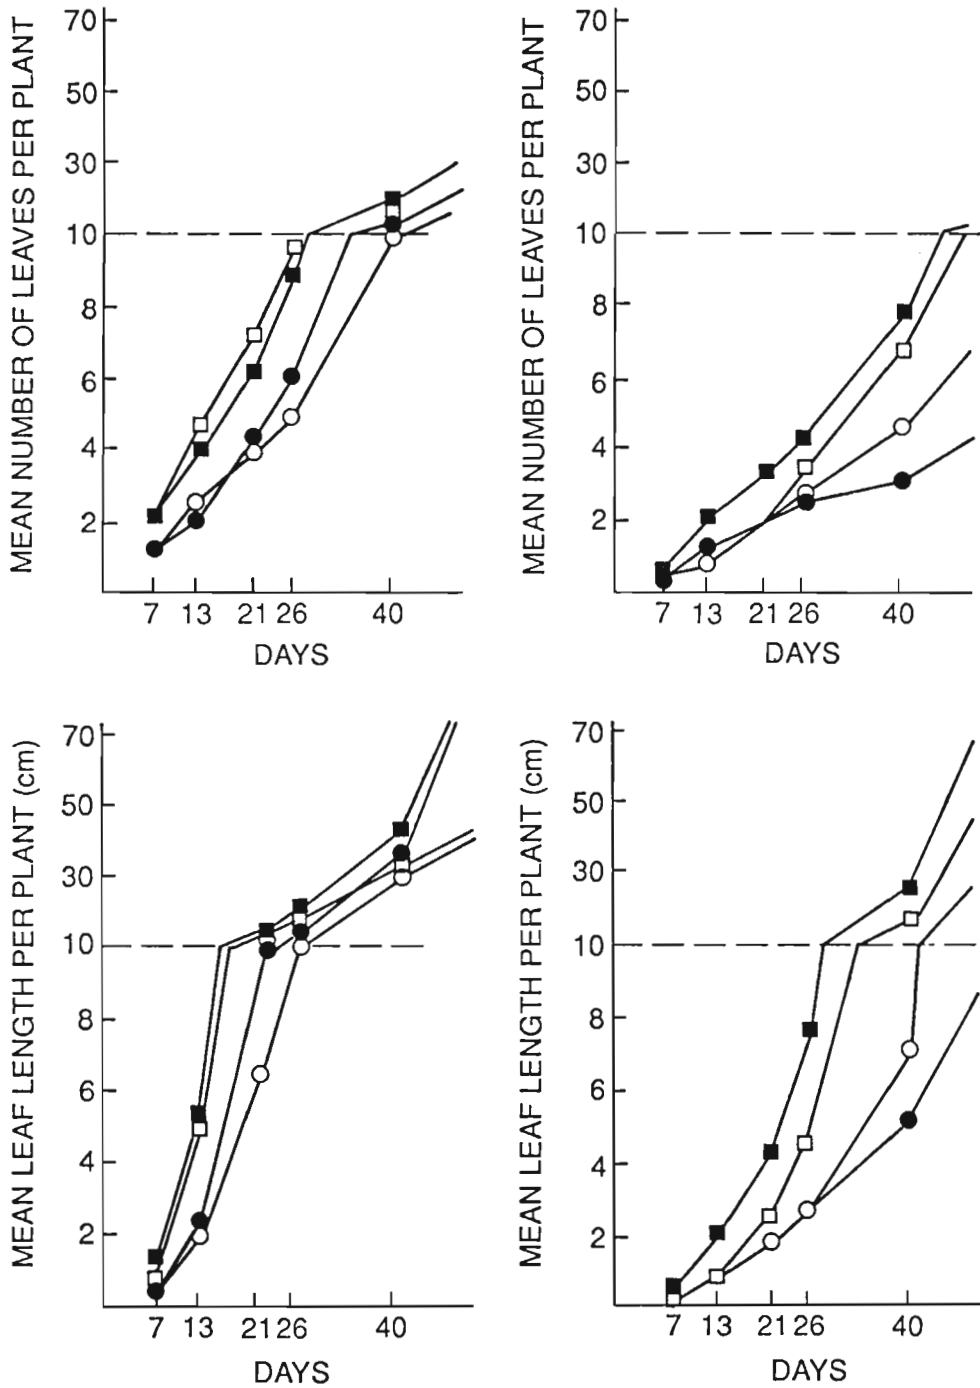 MEAN NUMBER OF LEAVES PER PLANT
70
50
30
10
8
6
4
2
7 13 21 26 40
DAYS
MEAN NUMBER OF LEAVES PER PLANT
70
50
30
10
8
6
4
2
7 13 21 26 40
DAYS
MEAN LEAF LENGTH PER PLANT (cm)
70
50
30
10
8
6
4
2
7 13 21 26 40
DAYS
MEAN LEAF LENGTH PER PLANT (cm)
70
50
30
10
8
6
4
2
7 13 21 26 40
DAYS